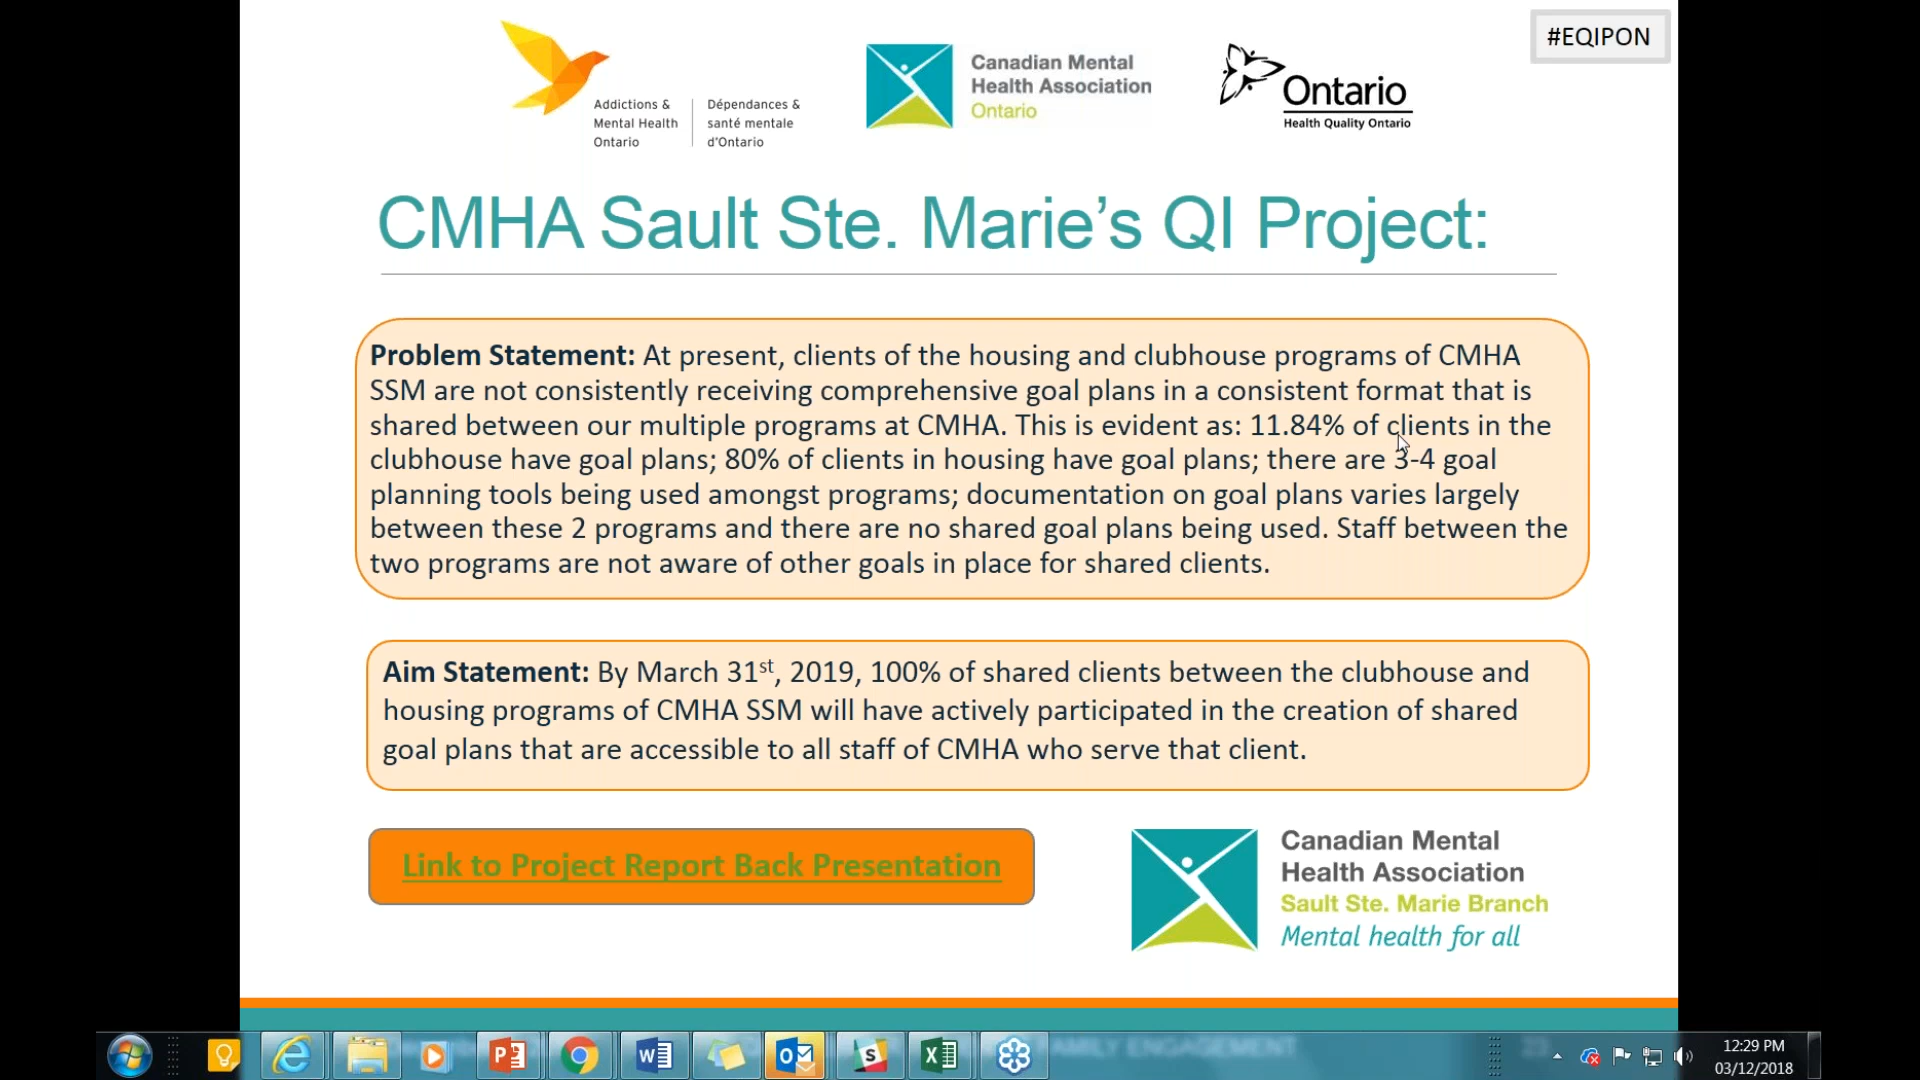 #EQIPON
Addictions &
Mental Health
Ontario
Dépendances &
santé mentale
d'Ontario
Canadian Mental
Health Association
Ontario
Ontario
Health Quality Ontario
CMHA Sault Ste. Marie’s QI Project:
Problem Statement: At present, clients of the housing and clubhouse programs of CMHA
SSM are not consistently receiving comprehensive goal plans in a consistent format that is
shared between our multiple programs at CMHA. This is evident as: 11.84% of clients in the
clubhouse have goal plans; 80% of clients in housing have goal plans; there are 3-4 goal
planning tools being used amongst programs; documentation on goal plans varies largely
between these 2 programs and there are no shared goal plans being used. Staff between the
two programs are not aware of other goals in place for shared clients.
Aim Statement: By March 31st, 2019, 100% of shared clients between the clubhouse and
housing programs of CMHA SSM will have actively participated in the creation of shared
goal plans that are accessible to all staff of CMHA who serve that client.
Link to Project Report Back Presentation
Canadian Mental
Health Association
Sault Ste. Marie Branch
Mental health for all
AMILY ENGAGEMENT
12:29 PM
03/12/2018